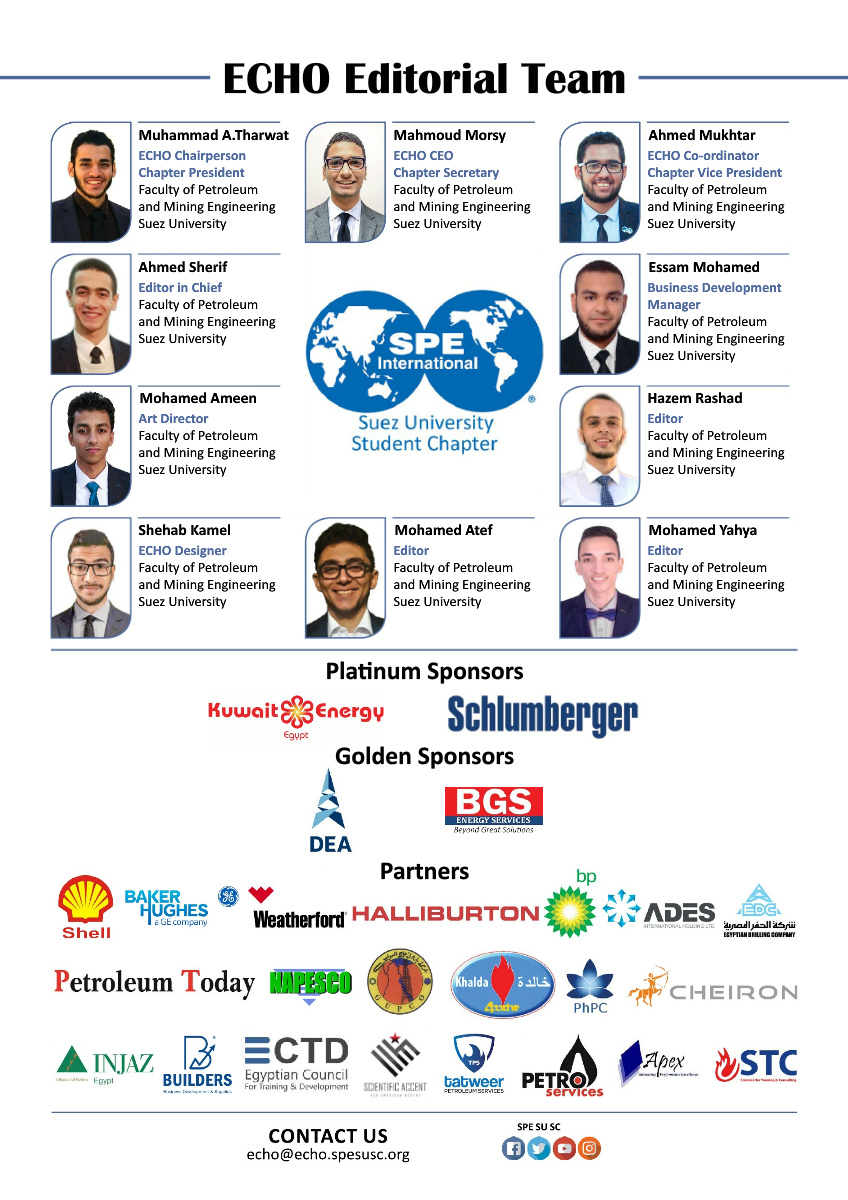 ECHO Editorial Team
Muhammad A.Tharwat
ECHO Chairperson
Chapter President
Faculty of Petroleum
and Mining Engineering
Suez University
Mahmoud Morsy
ECHO CEO
Chapter Secretary
Faculty of Petroleum
and Mining Engineering
Suez University
Ahmed Mukhtar
ECHO Co-ordinator
Chapter Vice President
Faculty of Petroleum
and Mining Engineering
Suez University
Ahmed Sherif
Editor in Chief
Faculty of Petroleum
and Mining Engineering
Suez University
SPE
International
®
Suez University
Student Chapter
Essam Mohamed
Business Development
Manager
Faculty of Petroleum
and Mining Engineering
Suez University
Mohamed Ameen
Art Director
Faculty of Petroleum
and Mining Engineering
Suez University
Hazem Rashad
Editor
Faculty of Petroleum
and Mining Engineering
Suez University
Shehab Kamel
ECHO Designer
Faculty of Petroleum
and Mining Engineering
Suez University
Mohamed Atef
Editor
Faculty of Petroleum
and Mining Engineering
Suez University
Mohamed Yahya
Editor
Faculty of Petroleum
and Mining Engineering
Suez University
Platinum Sponsors
Kuwait Energy
Egypt
Schlumberger
Golden Sponsors
DEA
BGS
ENERGY SERVICES
Beyond Great Solutions
Partners
Shell
BAKER
HUGHES
a GE company
GE
Weatherford
HALLIBURTON
bp
ADES
INTERNATIONAL HOLDING LTD.
EDC
شركة الحفر المصرية
EGYPTIAN DRILLING COMPANY
Petroleum Today
NAPESCO
GUPCO
Khalda خالدة
Apache
PhPC
CHEIRON
INJAZ
Egypt
BUILDERS
Business Development & Supplies
ECTD
Egyptian Council
For Training & Development
SCIENTIFIC ACCENT
TPS
tatweer
PETROLEUM SERVICES
PETRO
services
Apex
STC
CONTACT US
echo@echo.spesusc.org
SPE SU SC